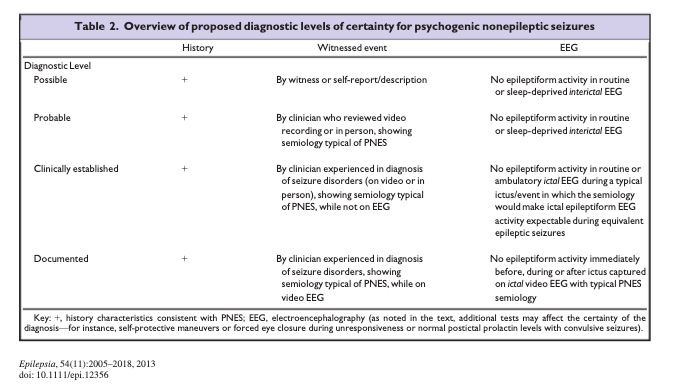 Table 2. Overview of proposed diagnostic levels of certainty for psychogenic nonepileptic seizures
History Witnessed event EEG
Diagnostic Level
Possible + By witness or self-report/description No epileptiform activity in routine
or sleep-deprived interictal EEG
Probable + By clinician who reviewed video No epileptiform activity in routine
recording or in person, showing or sleep-deprived interictal EEG
semiology typical of PNES
Clinically established + By clinician experienced in diagnosis No epileptiform activity in routine or
of seizure disorders (on video or in ambulatory ictal EEG during a typical
person), showing semiology typical ictus/event in which the semiology
of PNES, while not on EEG would make ictal epileptiform EEG
activity expectable during equivalent
epileptic seizures
Documented + By clinician experienced in diagnosis No epileptiform activity immediately
of seizure disorders, showing before, during or after ictus captured
semiology typical of PNES, while on on ictal video EEG with typical PNES
video EEG semiology
Key: +, history characteristics consistent with PNES; EEG, electroencephalography (as noted in the text, additional tests may affect the certainty of the
diagnosis—for instance, self-protective maneuvers or forced eye closure during unresponsiveness or normal postictal prolactin levels with convulsive seizures).
Epilepsia, 54(11):2005–2018, 2013
doi: 10.1111/epi.12356